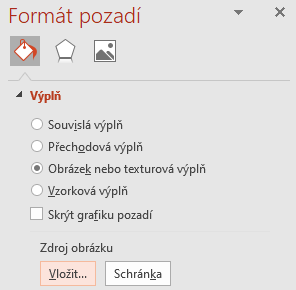 Formát pozadí
Výplň
Souvislá výplň
Přechodová výplň
Obrázek nebo texturová výplň
Vzorková výplň
Skrýt grafiku pozadí
Zdroj obrázku
Vložit... Schránka